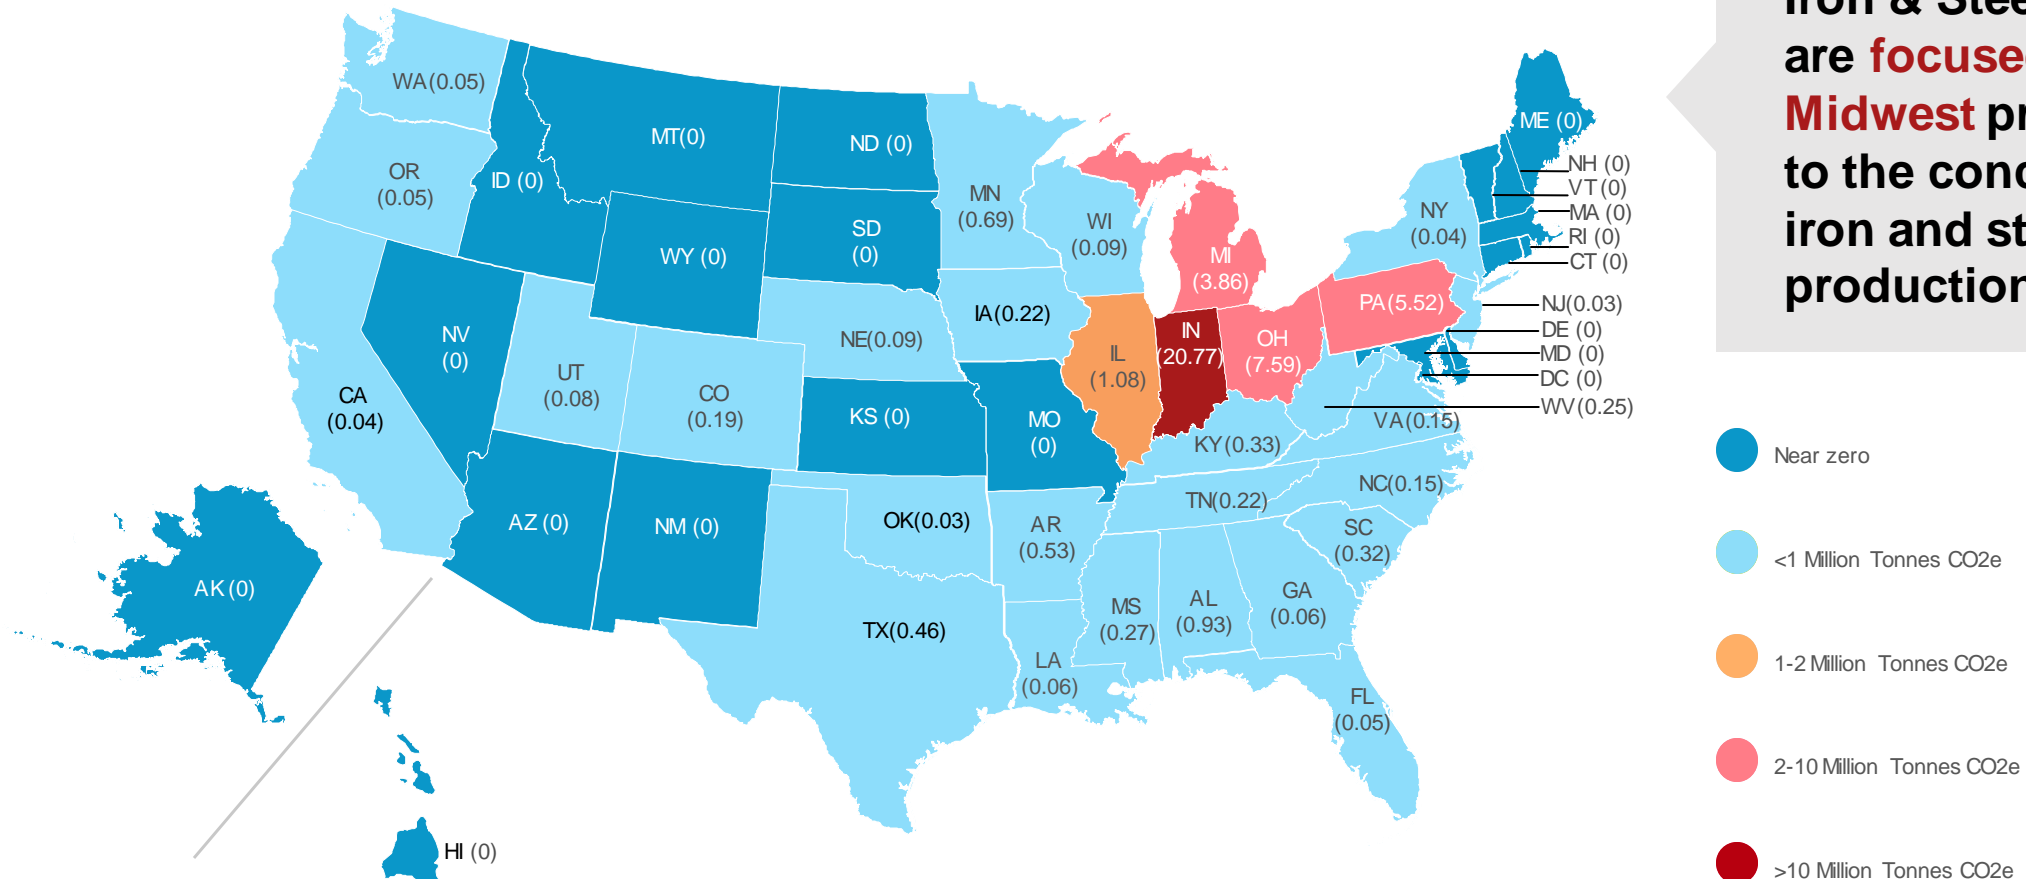 WA(0.05)
OR
(0.05)
CA
(0.04)
ID (0)
NV
(0)
MT(0)
WY (0)
UT
(0.08)
CO
(0.19)
AZ (0)
NM (0)
ND (0)
SD
(0)
NE(0.09)
KS (0)
OK(0.03)
TX(0.46)
MN
(0.69)
IA(0.22)
MO
(0)
AR
(0.53)
LA
(0.06)
WI
(0.09)
IL
(1.08)
MI
(3.86)
IN
(20.77)
OH
(7.59)
KY(0.33)
TN(0.22)
MS
(0.27)
AL
(0.93)
GA
(0.06)
FL
(0.05)
SC
(0.32)
NC(0.15)
VA(0.15)
PA(5.52)
NY
(0.04)
ME (0)
NH (0)
VT(0)
MA (0)
RI (0)
CT (0)
NJ(0.03)
DE (0)
MD (0)
DC (0)
WV(0.25)
AK(0)
HI (0)
Iron &
are focuse
Midwest
to the
iron and
production
Near zero
<1 Million Tonnes CO2e
1-2 Million Tonnes CO2e
2-10 Million Tonnes CO2e
>10 Million Tonnes CO2e